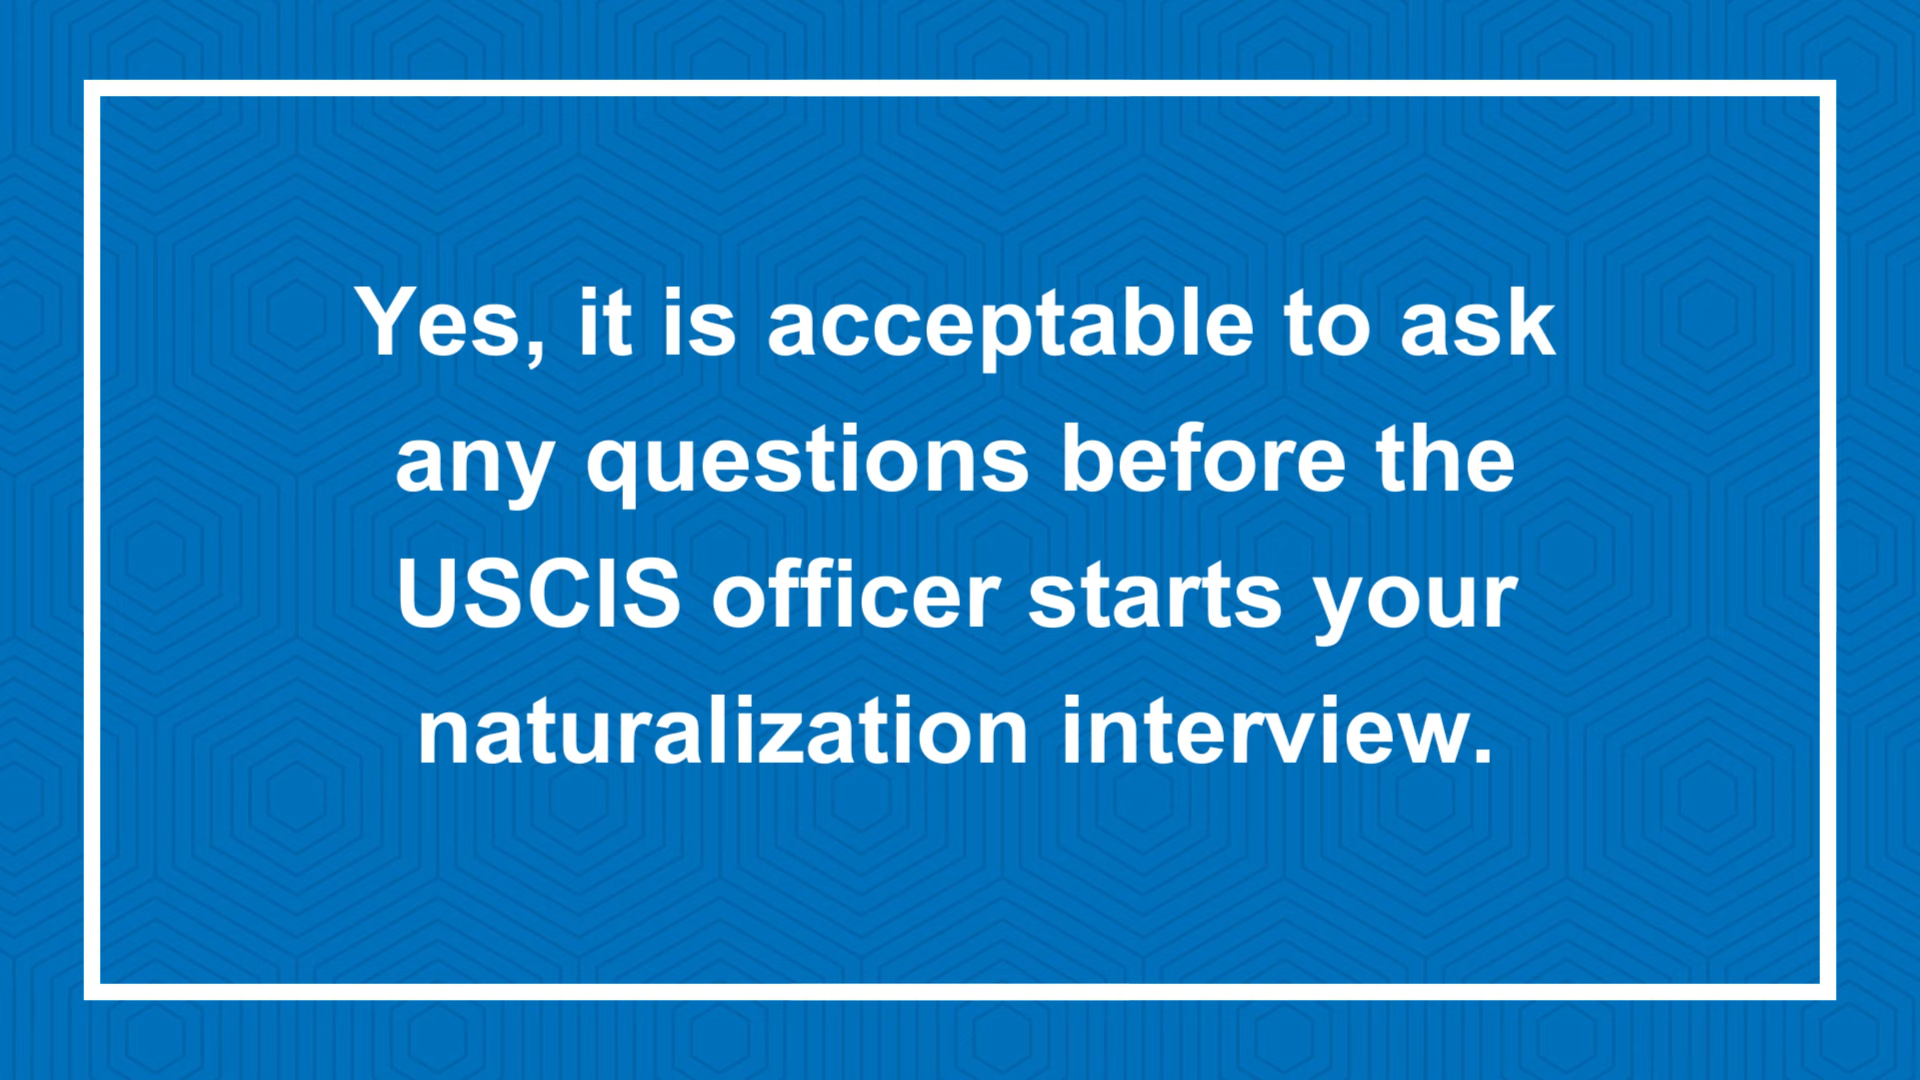 Yes, it is acceptable to ask
any questions before the
USCIS officer starts your
naturalization interview.